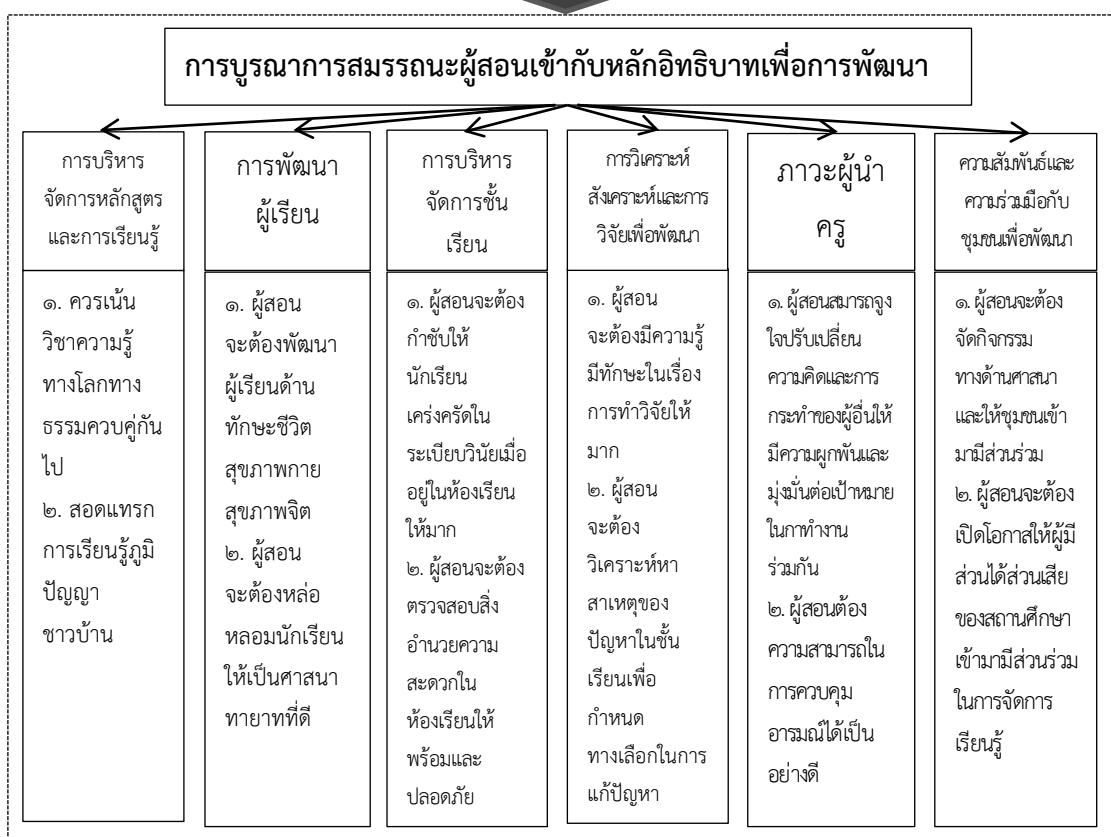 การบูรณาการสมรรถนะผู้สอนเข้ากับหลักอิทธิบาทเพื่อการพัฒนา
การบริหาร
จัดการหลักสูตร
และการเรียนรู้
การพัฒนา
ผู้เรียน
การบริหาร
จัดการชั้น
เรียน
การวิเคราะห์
สังเคราะห์และการ
วิจัยเพื่อพัฒนา
ภาวะผู้นำ
ครู
ความสัมพันธ์และ
ความร่วมมือกับ
ชุมชนเพื่อพัฒนา
๑. ควรเน้น
วิชาความรู้
ทางโลกทาง
ธรรมควบคู่กัน
ไป
๒. สอดแทรก
การเรียนรู้ภูมิ
ปัญญา
ชาวบ้าน
๑. ผู้สอน
จะต้องพัฒนา
ผู้เรียนด้าน
ทักษะชีวิต
สุขภาพกาย
สุขภาพจิต
๒. ผู้สอน
จะต้องหล่อ
หลอมนักเรียน
ให้เป็นศาสนา
ทายาทที่ดี
๑. ผู้สอนจะต้อง
กำชับให้
นักเรียน
เคร่งครัดใน
ระเบียบวินัยเมื่อ
อยู่ในห้องเรียน
ให้มาก
๒. ผู้สอนจะต้อง
ตรวจสอบสิ่ง
อำนวยความ
สะดวกใน
ห้องเรียนให้
พร้อมและ
ปลอดภัย
๑. ผู้สอน
จะต้องมีความรู้
มีทักษะในเรื่อง
การทำวิจัยให้
มาก
๒. ผู้สอน
จะต้อง
วิเคราะห์หา
สาเหตุของ
ปัญหาในชั้น
เรียนเพื่อ
กำหนด
ทางเลือกในการ
แก้ปัญหา
๑. ผู้สอนสมารถจูง
ใจปรับเปลี่ยน
ความคิดและการ
กระทำของผู้อื่นให้
มีความผูกพันและ
มุ่งมั่นต่อเป้าหมาย
ในกาทำงาน
ร่วมกัน
๒. ผู้สอนต้อง
ความสามารถใน
การควบคุม
อารมณ์ได้เป็น
อย่างดี
๑. ผู้สอนจะต้อง
จัดกิจกรรม
ทางด้านศาสนา
และให้ชุมชนเข้า
มามีส่วนร่วม
๒. ผู้สอนจะต้อง
เปิดโอกาสให้ผู้มี
ส่วนได้ส่วนเสีย
ของสถานศึกษา
เข้ามามีส่วนร่วม
ในการจัดการ
เรียนรู้